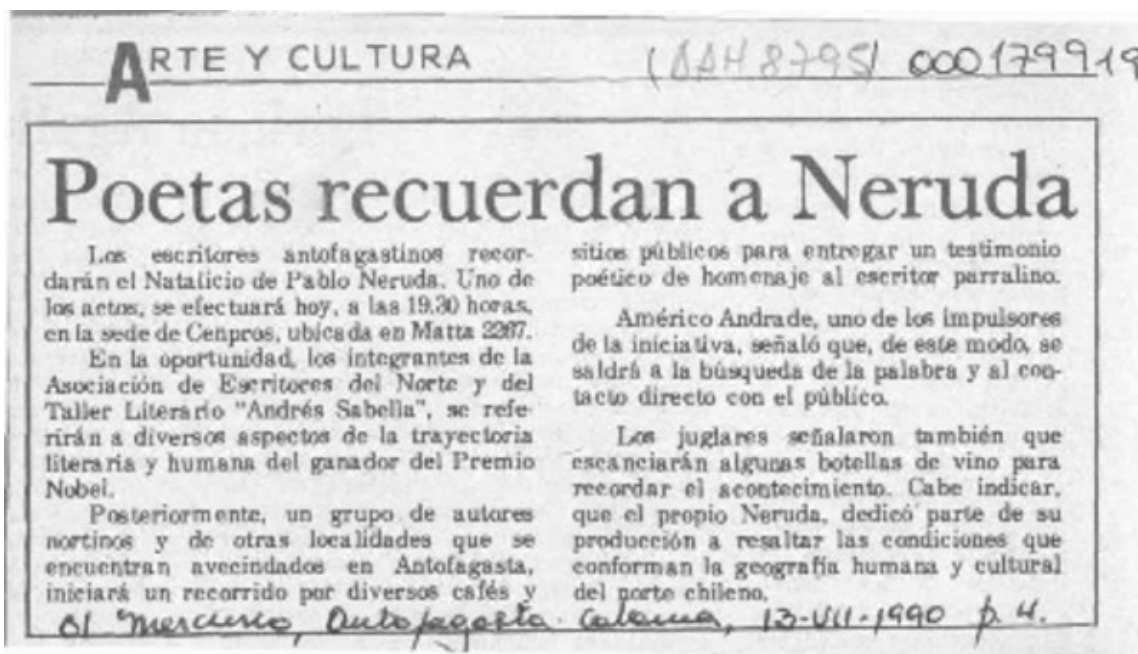 ARTE Y CULTURA
(AAH8795) 000179919
Poetas recuerdan a Neruda
Los escritores antofagastinos recor-
darán el Natalicio de Pablo Neruda. Uno de
los actos, se efectuará hoy, a las 19.30 horas,
en la sede de Cenpros, ubicada en Matta 2267.
En la oportunidad, los integrantes de la
Asociación de Escritores del Norte y del
Taller Literario "Andrés Sabella", se refe-
rirán a diversos aspectos de la trayectoria
literaria y humana del ganador del Premio
Nobel.
Posteriormente, un grupo de autores
nortinos y de otras localidades que se
encuentran avecindados en Antofagasta,
iniciará un recorrido por diversos cafés y
sitios públicos para entregar un testimonio
poético de homenaje al escritor parralino.
Américo Andrade, uno de los impulsores
de la iniciativa, señaló que, de este modo, se
saldrá a la búsqueda de la palabra y al con-
tacto directo con el público.
Los juglares señalaron también que
escanciarán algunas botellas de vino para
recordar el acontecimiento. Cabe indicar,
que el propio Neruda, dedicó parte de su
producción a resaltar las condiciones que
conforman la geografía humana y cultural
del norte chileno.
El Mercurio, Antofagasta-Calama, 13-VII-1990 p. 4.